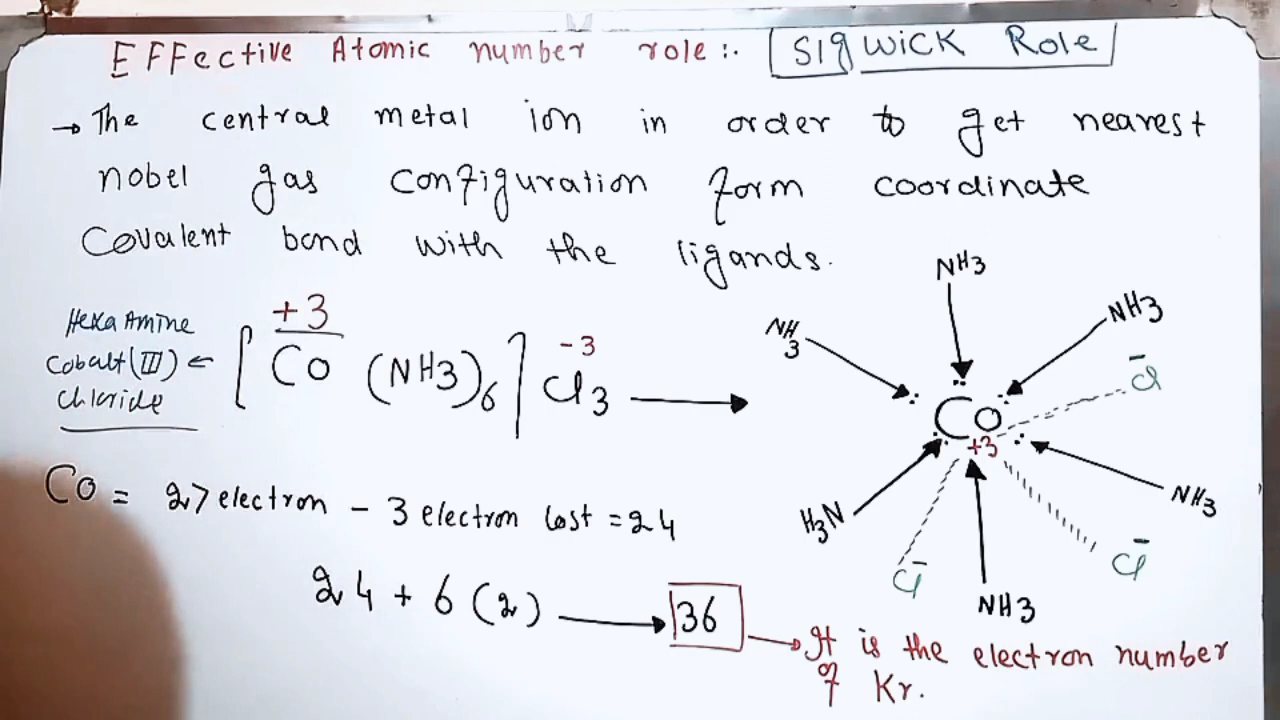 EFFective Atomic number role:- SigWiCK Role
→ The central metal ion in order to get nearest
nobel gas configuration form coordinate
Covalent bond with the ligands.
Hexa Amine
Cobalt (III) ←
Chloride
+3 -3
[Co (NH3)6] Cl3 →
NH3
NH3
NH3
Cl-
Co
+3
NH3
H3N
Cl-
Cl-
NH3
Co = 27 electron - 3 electron lost = 24
24 + 6 (2) → 36 → It is the electron number
of Kr.